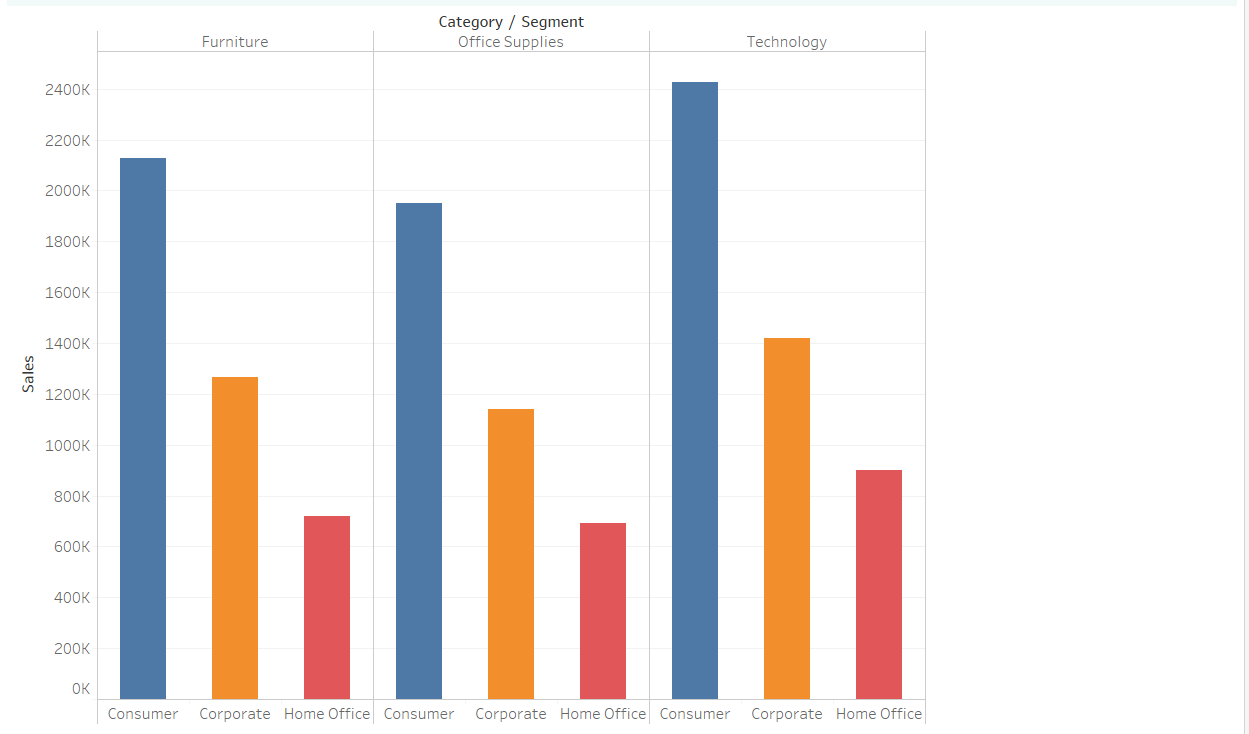 Category / Segment
Furniture Office Supplies Technology
2400K
2200K
2000K
1800K
1600K
1400K
1200K
1000K
800K
600K
400K
200K
0K
Sales
Consumer Corporate Home Office Consumer Corporate Home Office Consumer Corporate Home Office